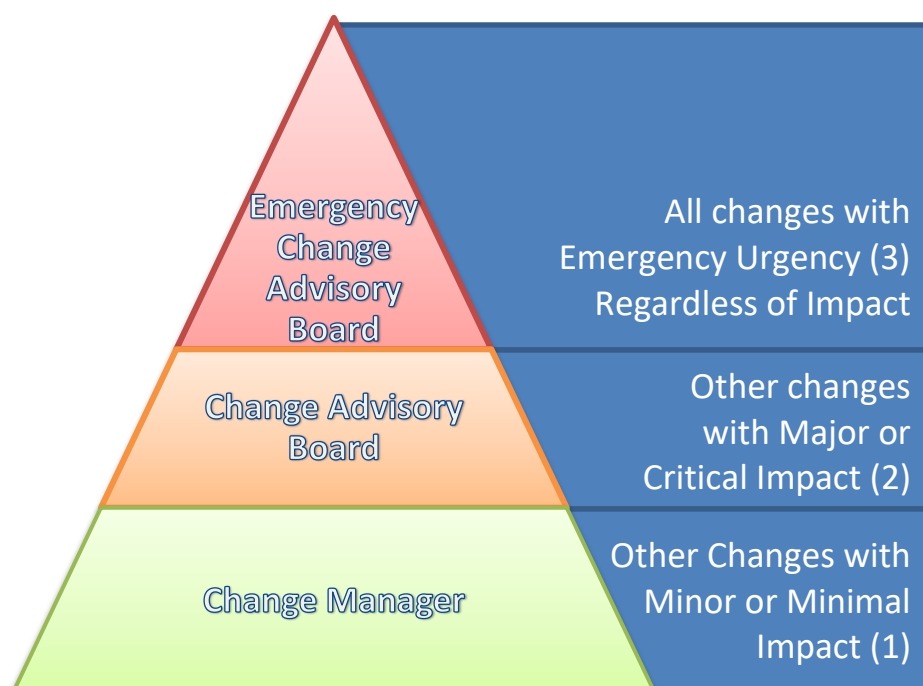 Emergency
Change
Advisory
Board
All changes with
Emergency Urgency (3)
Regardless of Impact
Change Advisory
Board
Other changes
with Major or
Critical Impact (2)
Change Manager
Other Changes with
Minor or Minimal
Impact (1)